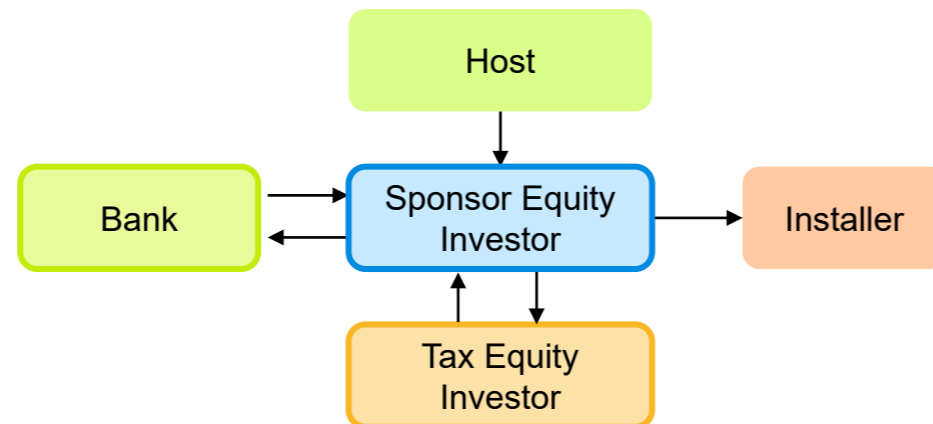 Host
Bank
Sponsor Equity
Investor
Installer
Tax Equity
Investor